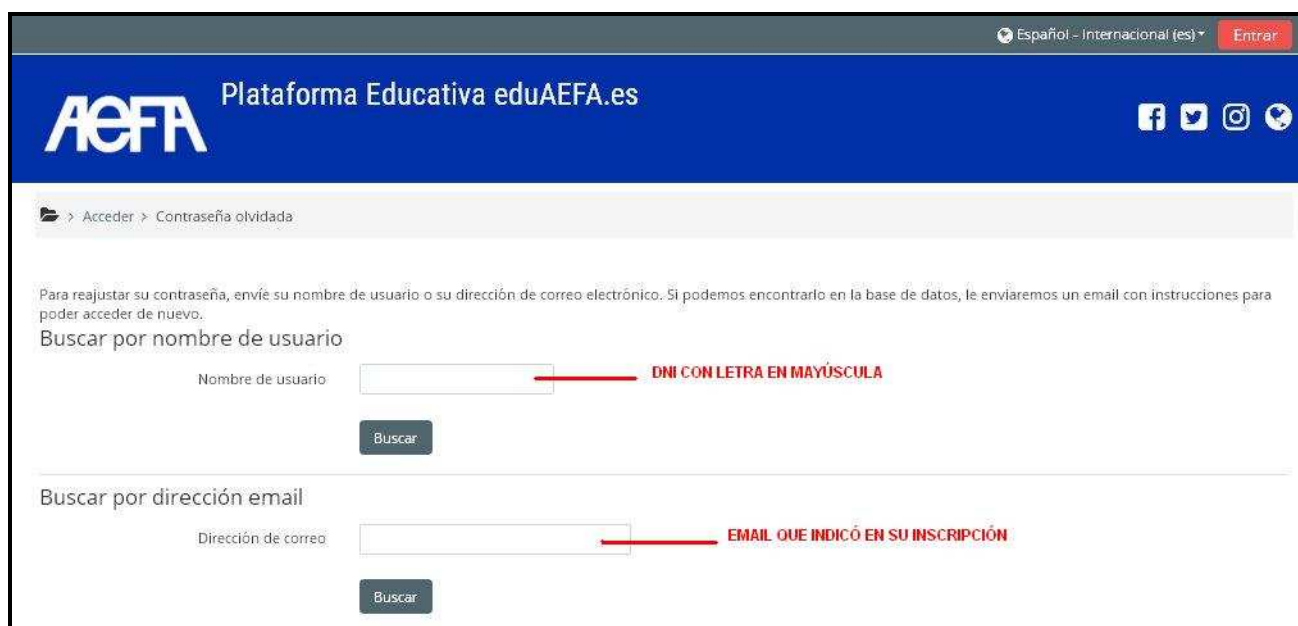 Español - Internacional (es)
Entrar
AEFA
Plataforma Educativa eduAEFA.es
> Acceder > Contraseña olvidada
Para reajustar su contraseña, envíe su nombre de usuario o su dirección de correo electrónico. Si podemos encontrarlo en la base de datos, le enviaremos un email con instrucciones para
poder acceder de nuevo.
Buscar por nombre de usuario
Nombre de usuario
DNI CON LETRA EN MAYÚSCULA
Buscar
Buscar por dirección email
Dirección de correo
EMAIL QUE INDICÓ EN SU INSCRIPCIÓN
Buscar